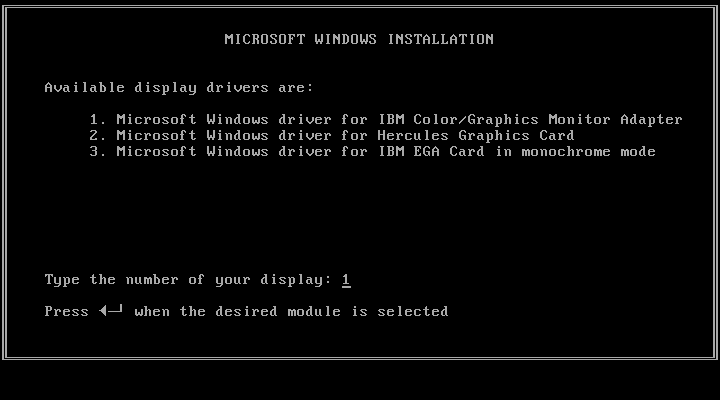 MICROSOFT WINDOWS INSTALLATION
Available display drivers are:
1. Microsoft Windows driver for IBM Color/Graphics Monitor Adapter
2. Microsoft Windows driver for Hercules Graphics Card
3. Microsoft Windows driver for IBM EGA Card in monochrome mode
Type the number of your display: 1
Press ◄─┘ when the desired module is selected